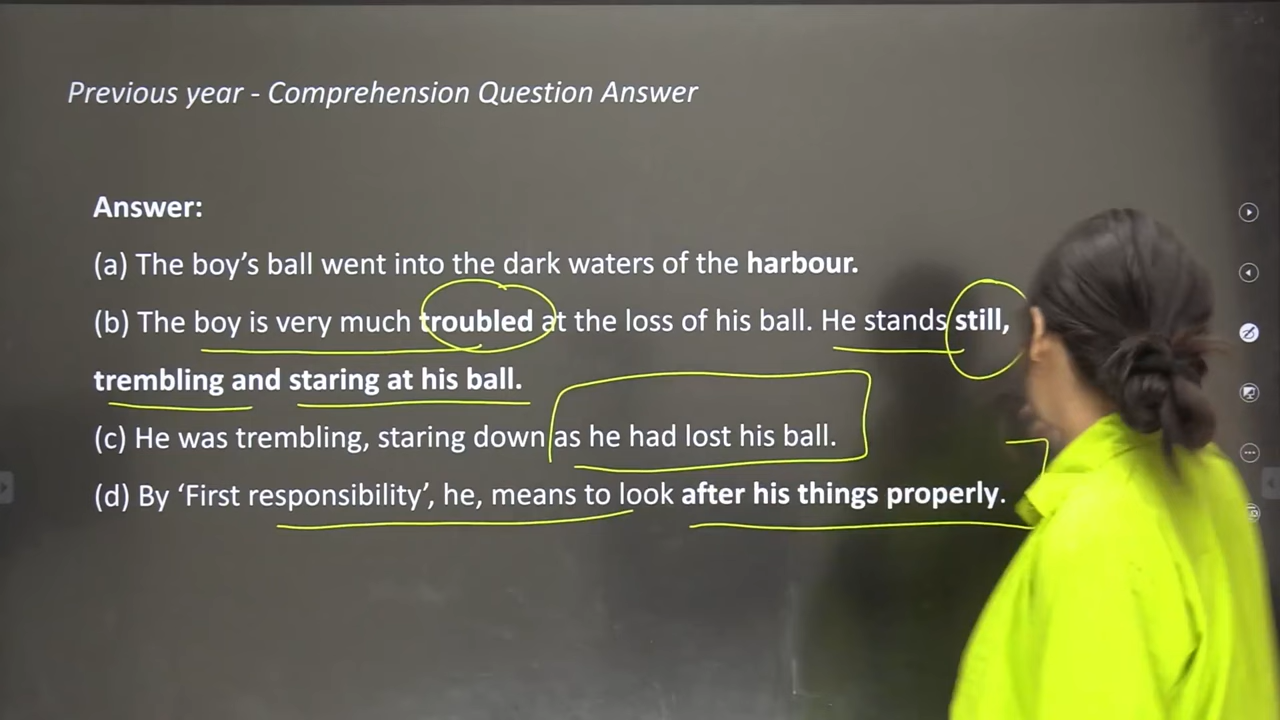 Previous year - Comprehension Question Answer
Answer:
(a) The boy's ball went into the dark waters of the harbour.
(b) The boy is very much troubled at the loss of his ball. He stands still,
trembling and staring at his ball.
(c) He was trembling, staring down as he had lost his ball.
(d) By ‘First responsibility’, he, means to look after his things properly.